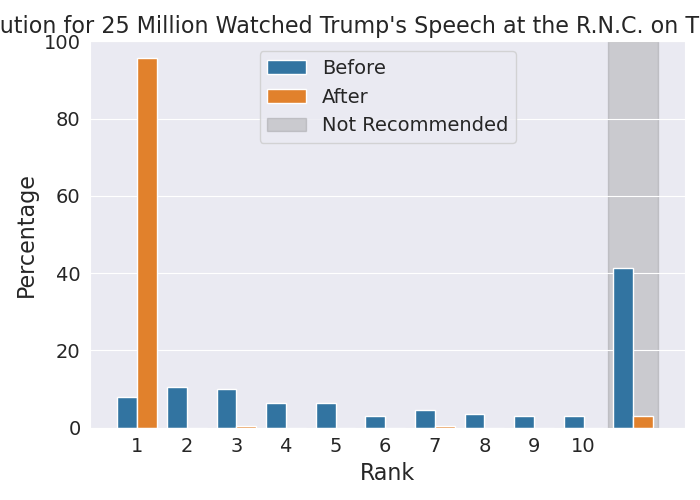 ution for 25 Million Watched Trump's Speech at the R.N.C. on T
100
80
60
40
20
0
Percentage
Before
After
Not Recommended
1 2 3 4 5 6 7 8 9 10
Rank